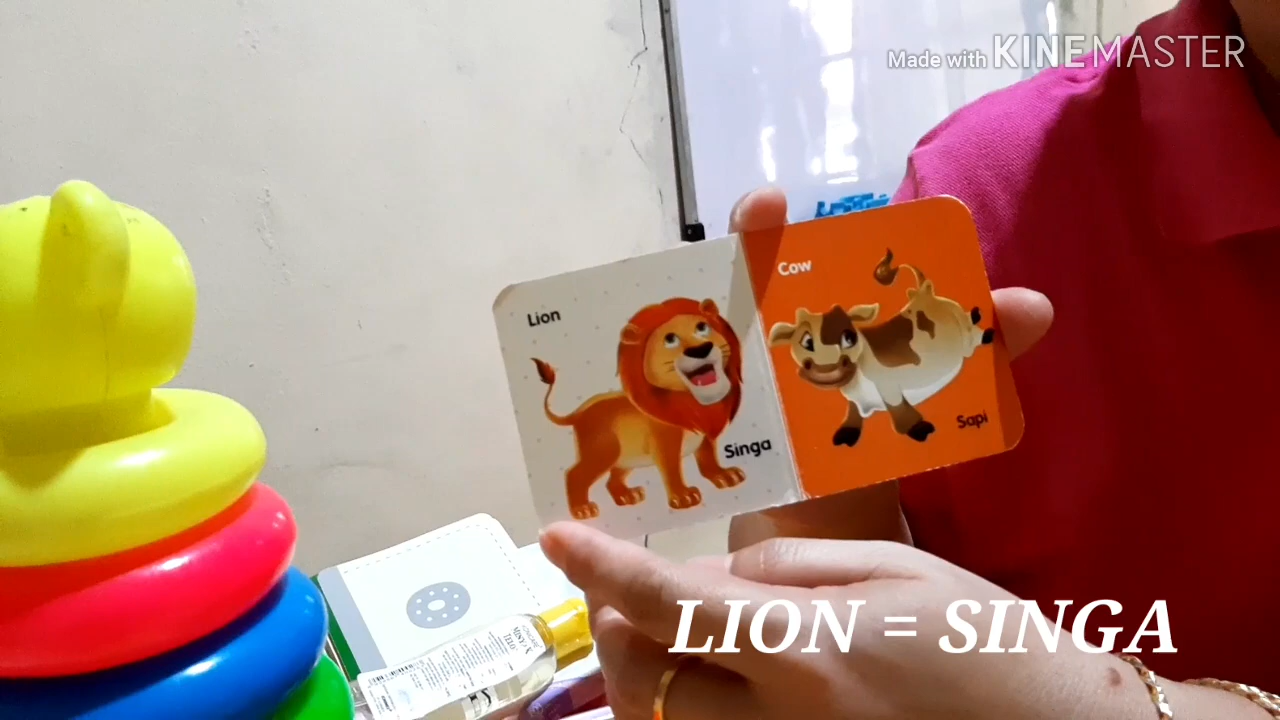 Made with KINEMASTER
Lion
Singa
Cow
Sapi
LION = SINGA